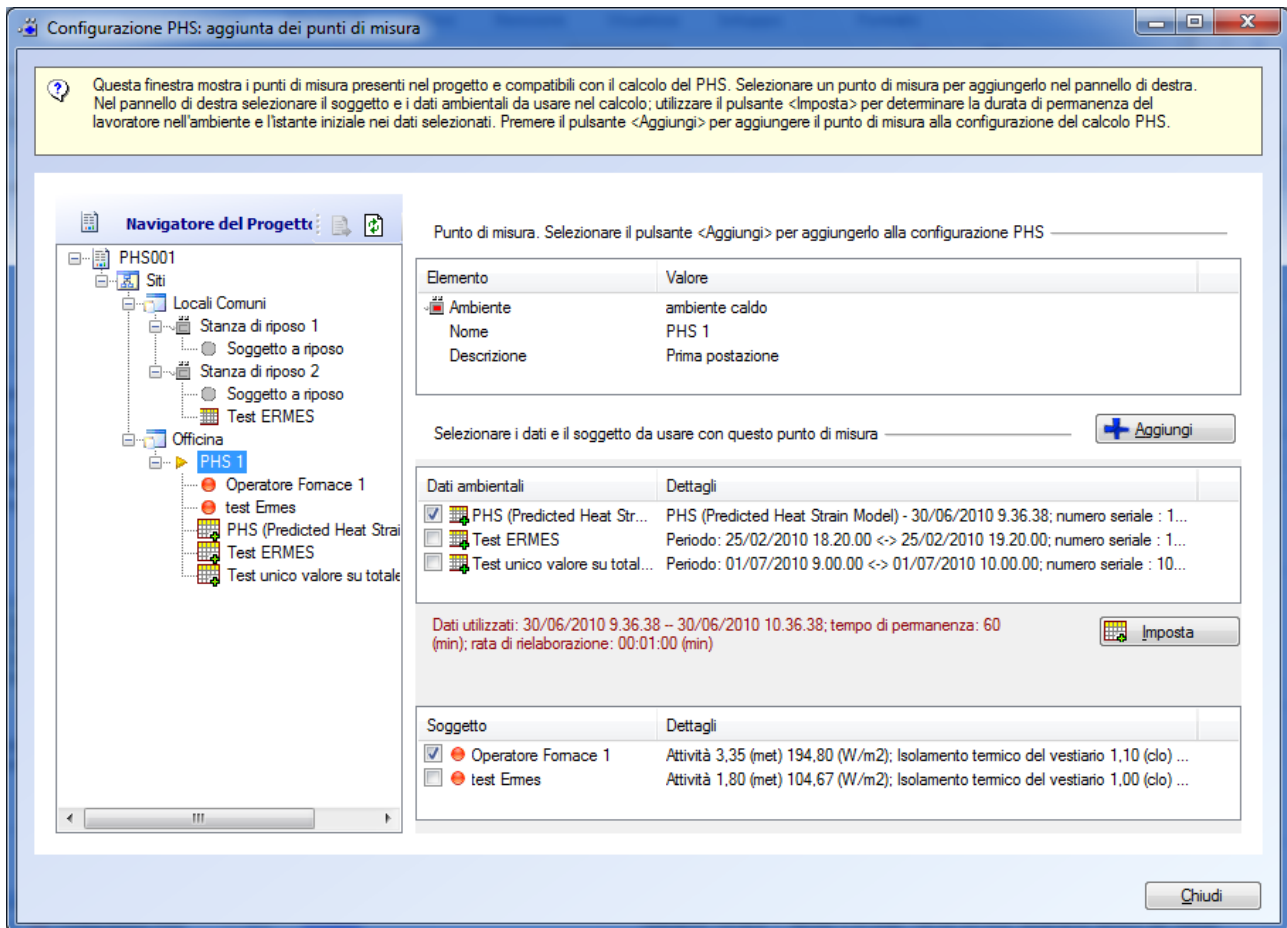 Configurazione PHS: aggiunta dei punti di misura
Questa finestra mostra i punti di misura presenti nel progetto e compatibili con il calcolo del PHS. Selezionare un punto di misura per aggiungerlo nel pannello di destra.
Nel pannello di destra selezionare il soggetto e i dati ambientali da usare nel calcolo; utilizzare il pulsante <Imposta> per determinare la durata di permanenza del
lavoratore nell'ambiente e l'istante iniziale nei dati selezionati. Premere il pulsante <Aggiungi> per aggiungere il punto di misura alla configurazione del calcolo PHS.
Navigatore del Progetto
PHS001
Siti
Locali Comuni
Stanza di riposo 1
Soggetto a riposo
Stanza di riposo 2
Soggetto a riposo
Test ERMES
Officina
PHS 1
Operatore Fornace 1
test Ermes
PHS (Predicted Heat Strai
Test ERMES
Test unico valore su totale
Punto di misura. Selezionare il pulsante <Aggiungi> per aggiungerlo alla configurazione PHS
Elemento Valore
Ambiente ambiente caldo
Nome PHS 1
Descrizione Prima postazione
Selezionare i dati e il soggetto da usare con questo punto di misura
Aggiungi
Dati ambientali Dettagli
PHS (Predicted Heat Str... PHS (Predicted Heat Strain Model) - 30/06/2010 9.36.38; numero seriale : 1...
Test ERMES Periodo: 25/02/2010 18.20.00 <-> 25/02/2010 19.20.00; numero seriale : 1...
Test unico valore su total... Periodo: 01/07/2010 9.00.00 <-> 01/07/2010 10.00.00; numero seriale : 10...
Dati utilizzati: 30/06/2010 9.36.38 -- 30/06/2010 10.36.38; tempo di permanenza: 60
(min); rata di rielaborazione: 00:01:00 (min)
Imposta
Soggetto Dettagli
Operatore Fornace 1 Attività 3,35 (met) 194,80 (W/m2); Isolamento termico del vestiario 1,10 (clo) ...
test Ermes Attività 1,80 (met) 104,67 (W/m2); Isolamento termico del vestiario 1,00 (clo) ...
Chiudi